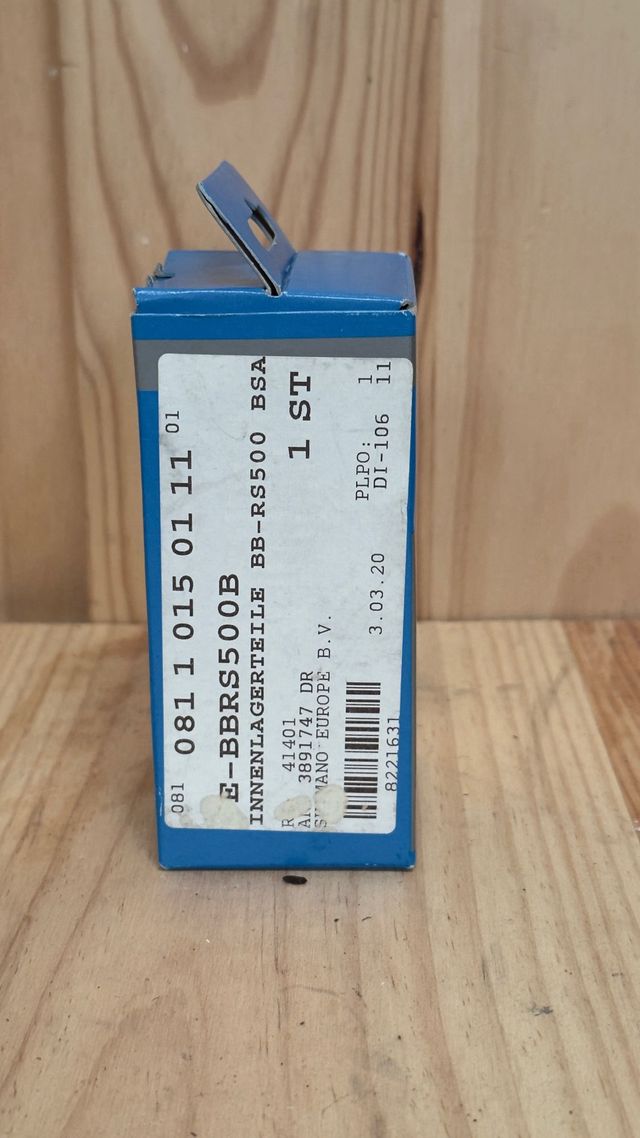 081 1 015 01 11 01
081
E-BBRS500B
INNENLAGERTEILE BB-RS500 BSA
1 ST
R 41401
3891747 DR
EUROPE B.V.
PLPO: 1
DI-106 11
3.03.20
8221631